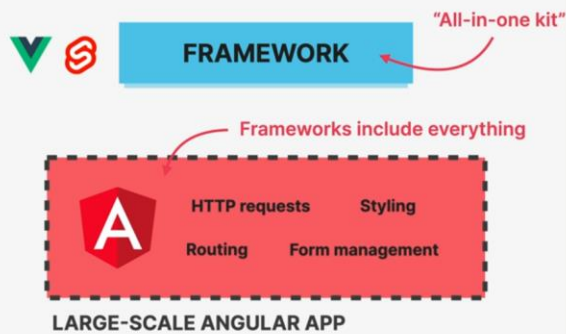 "All-in-one kit"
FRAMEWORK
Frameworks include everything
HTTP requests Styling
Routing Form management
LARGE-SCALE ANGULAR APP